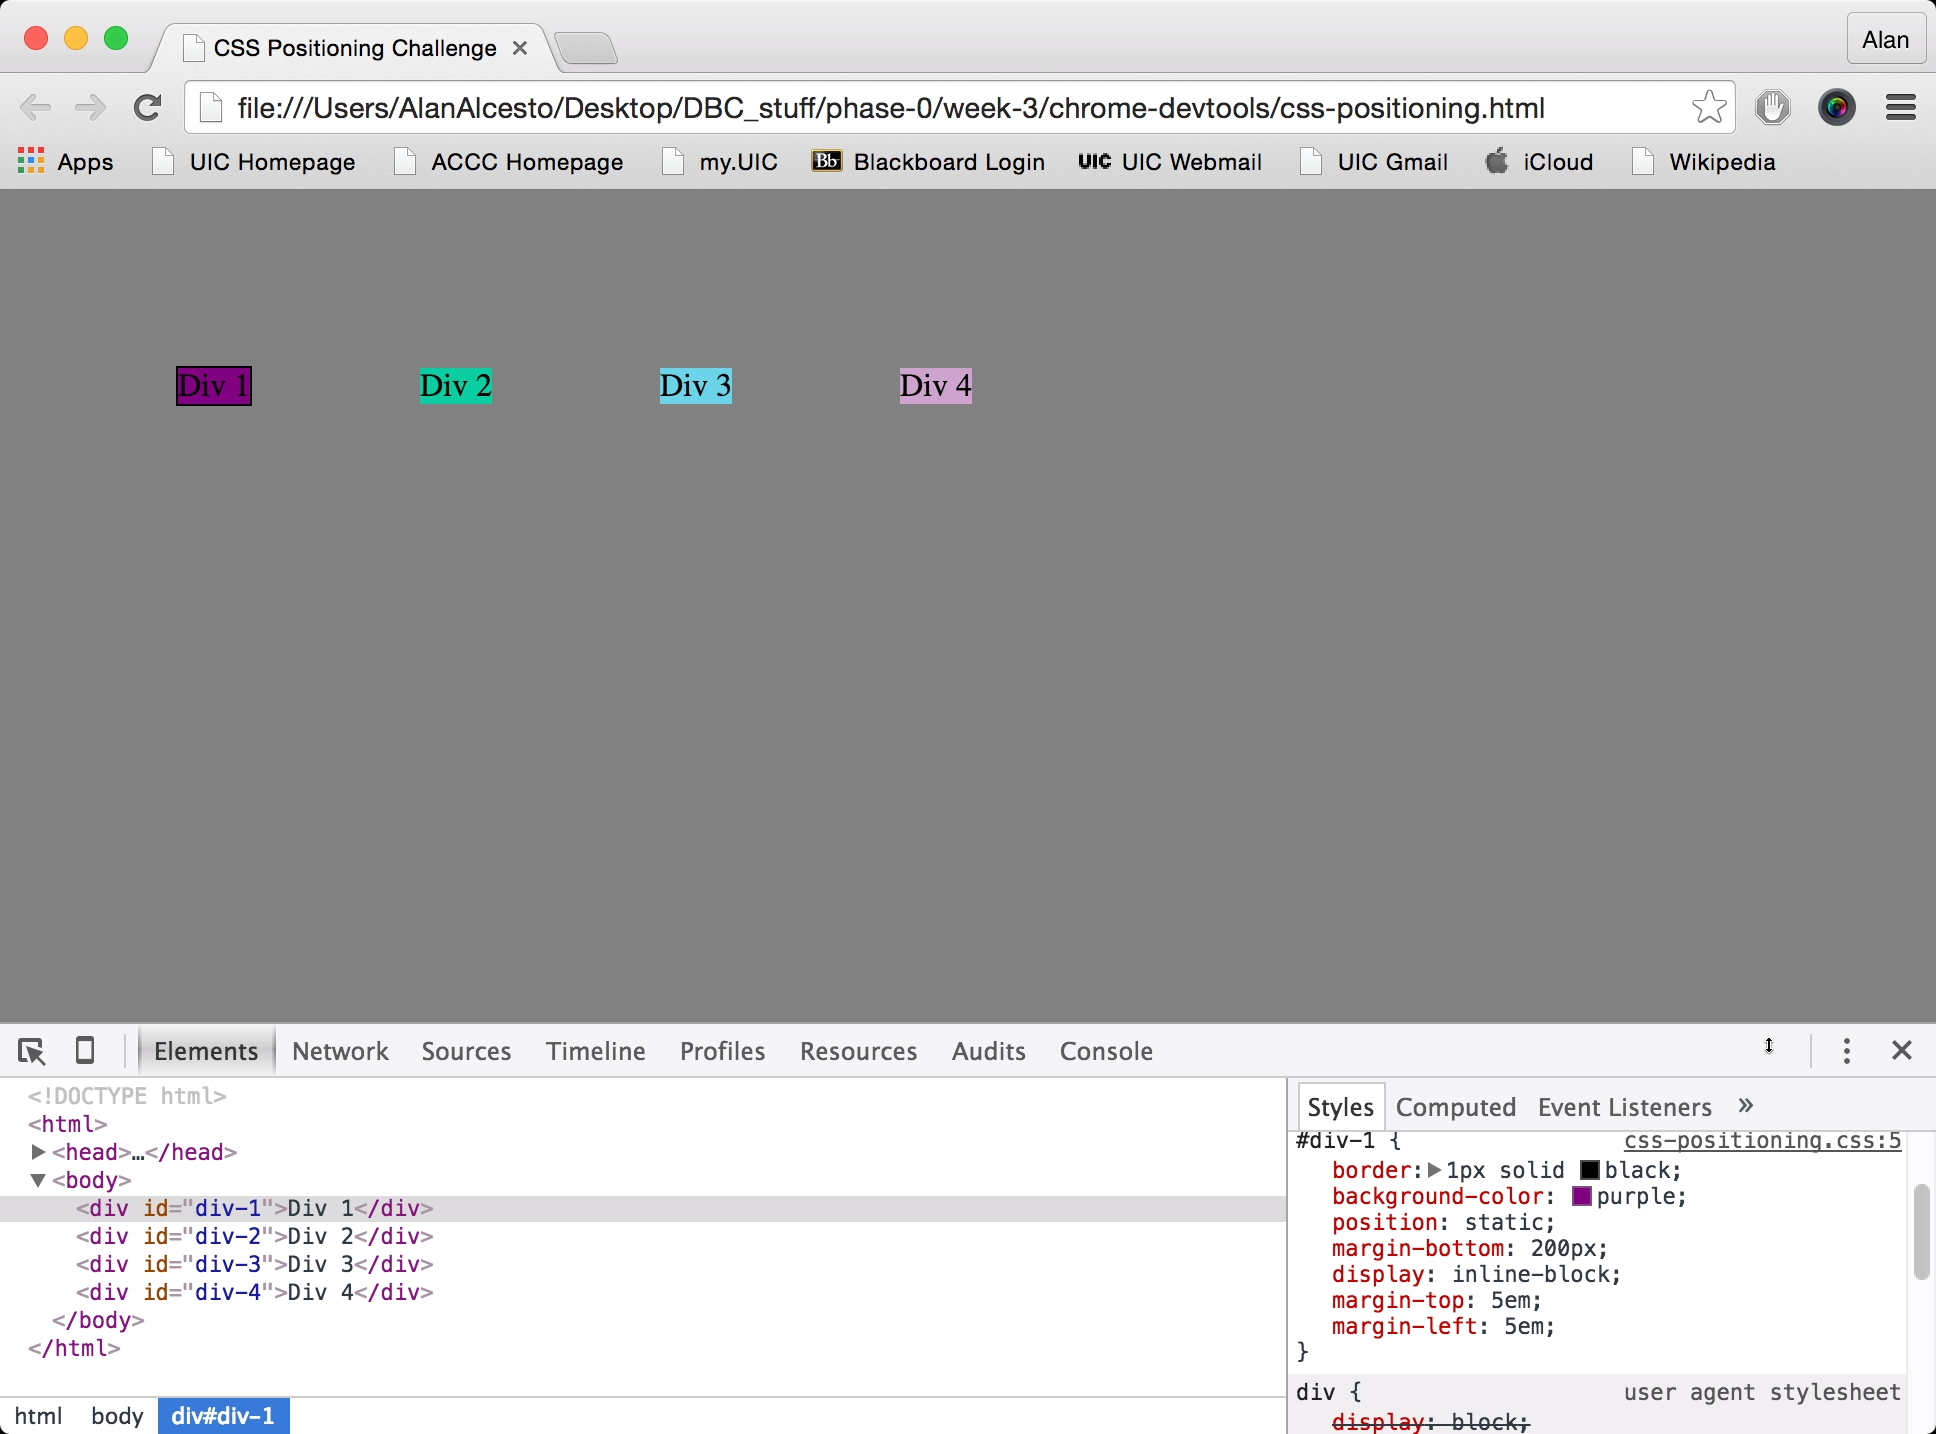 CSS Positioning Challenge
Alan
file:///Users/AlanAlcesto/Desktop/DBC_stuff/phase-0/week-3/chrome-devtools/css-positioning.html
Apps UIC Homepage ACCC Homepage my.UIC Bb Blackboard Login UIC UIC Webmail UIC Gmail iCloud Wikipedia
Div 1 Div 2 Div 3 Div 4
Elements Network Sources Timeline Profiles Resources Audits Console
<!DOCTYPE html>
<html>
<head>…</head>
<body>
<div id="div-1">Div 1</div>
<div id="div-2">Div 2</div>
<div id="div-3">Div 3</div>
<div id="div-4">Div 4</div>
</body>
</html>
html body div#div-1
Styles Computed Event Listeners »
#div-1 { css-positioning.css:5
border: 1px solid black;
background-color: purple;
position: static;
margin-bottom: 200px;
display: inline-block;
margin-top: 5em;
margin-left: 5em;
}
div { user agent stylesheet
display: block;